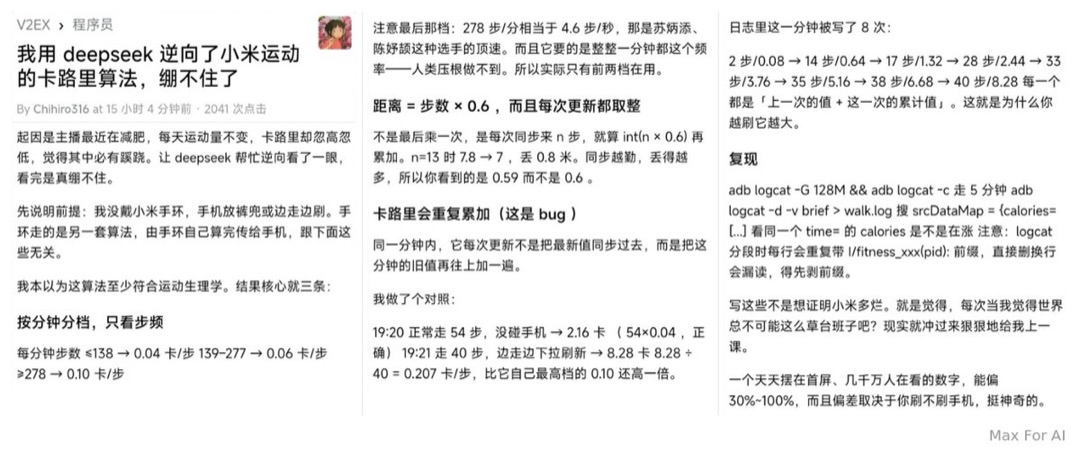 V2EX › 程序员
我用 deepseek 逆向了小米运动
的卡路里算法，绷不住了
By Chihiro316 at 15 小时 4 分钟前 · 2041 次点击
起因是主播最近在减肥，每天运动量不变，卡路里却忽高忽
低，觉得其中必有蹊跷。让 deepseek 帮忙逆向看了一眼，
看完是真绷不住。
先说明前提：我没戴小米手环，手机放裤兜或边走边刷。手
环走的是另一套算法，由手环自己算完传给手机，跟下面这
些无关。
我本以为这算法至少符合运动生理学。结果核心就三条：
按分钟分档，只看步频
每分钟步数 ≤138 → 0.04 卡/步 139–277 → 0.06 卡/步
≥278 → 0.10 卡/步
注意最后那档：278 步/分相当于 4.6 步/秒，那是苏炳添、
陈妤颉这种选手的顶速。而且它要的是整整一分钟都这个频
率——人类压根做不到。所以实际只有前两档在用。
距离 = 步数 × 0.6 ，而且每次更新都取整
不是最后乘一次，是每次同步来 n 步，就算 int(n × 0.6) 再
累加。n=13 时 7.8 → 7 ，丢 0.8 米。同步越勤，丢得越
多，所以你看到的是 0.59 而不是 0.6 。
卡路里会重复累加（这是 bug ）
同一分钟内，它每次更新不是把最新值同步过去，而是把这
分钟的旧值再往上加一遍。
我做了个对照：
19:20 正常走 54 步，没碰手机 → 2.16 卡 （ 54×0.04 ，正
确） 19:21 走 40 步，边走边下拉刷新 → 8.28 卡 8.28 ÷
40 = 0.207 卡/步，比它自己最高档的 0.10 还高一倍。
日志里这一分钟被写了 8 次：
2 步/0.08 → 14 步/0.64 → 17 步/1.32 → 28 步/2.44 → 33
步/3.76 → 35 步/5.16 → 38 步/6.68 → 40 步/8.28 每一个
都是「上一次的值 + 这一次的累计值」。这就是为什么你
越刷它越大。
复现
adb logcat -G 128M && adb logcat -c 走 5 分钟 adb
logcat -d -v brief > walk.log 搜 srcDataMap = {calories=
[...] 看同一个 time= 的 calories 是不是在涨 注意：logcat
分段时每行会重复带 I/fitness_xxx(pid): 前缀，直接删换行
会漏读，得先剥前缀。
写这些不是想证明小米多烂。就是觉得，每次当我觉得世界
总不可能这么草台班子吧？现实就冲过来狠狠地给我上一
课。
一个天天摆在首屏、几千万人在看的数字，能偏
30%~100%，而且偏差取决于你刷不刷手机，挺神奇的。
Max For AI